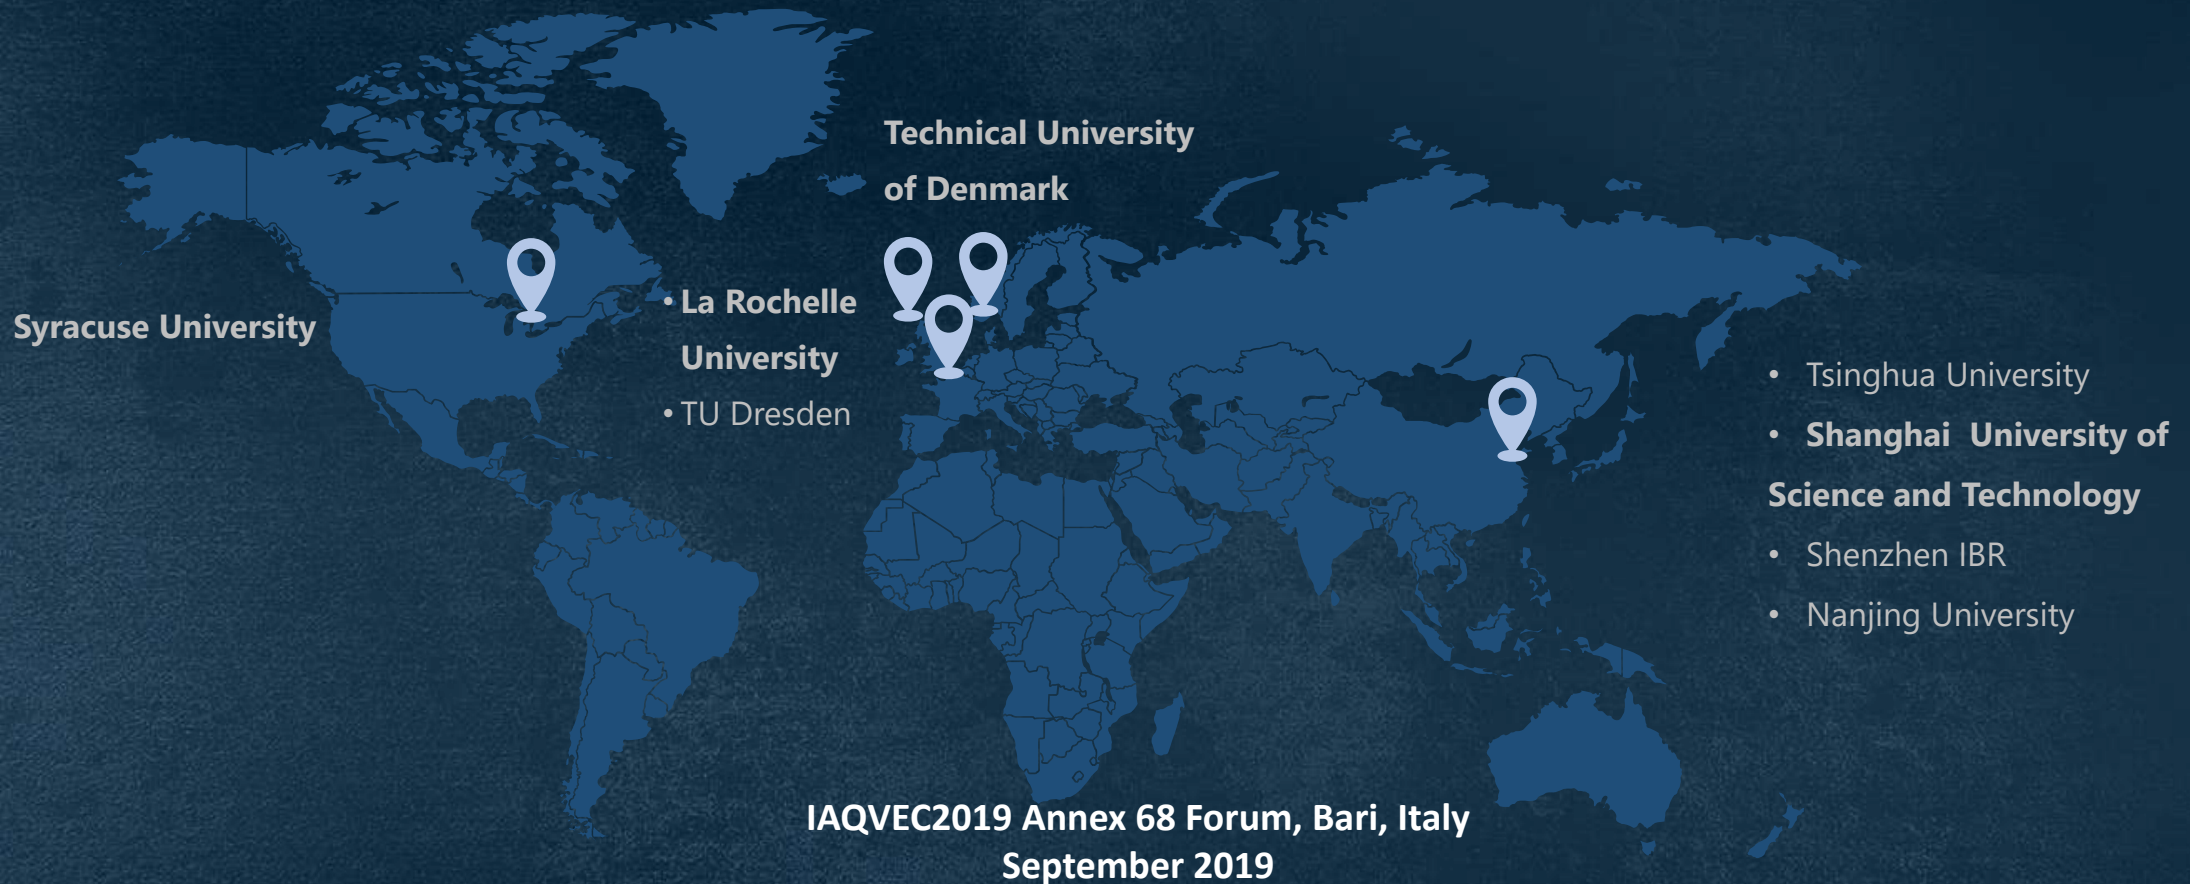 Technical University
of Denmark
Syracuse University
• La Rochelle
University
• TU Dresden
• Tsinghua University
• Shanghai  University of
Science and Technology
• Shenzhen IBR
• Nanjing University
IAQVEC2019 Annex 68 Forum, Bari, Italy
September 2019